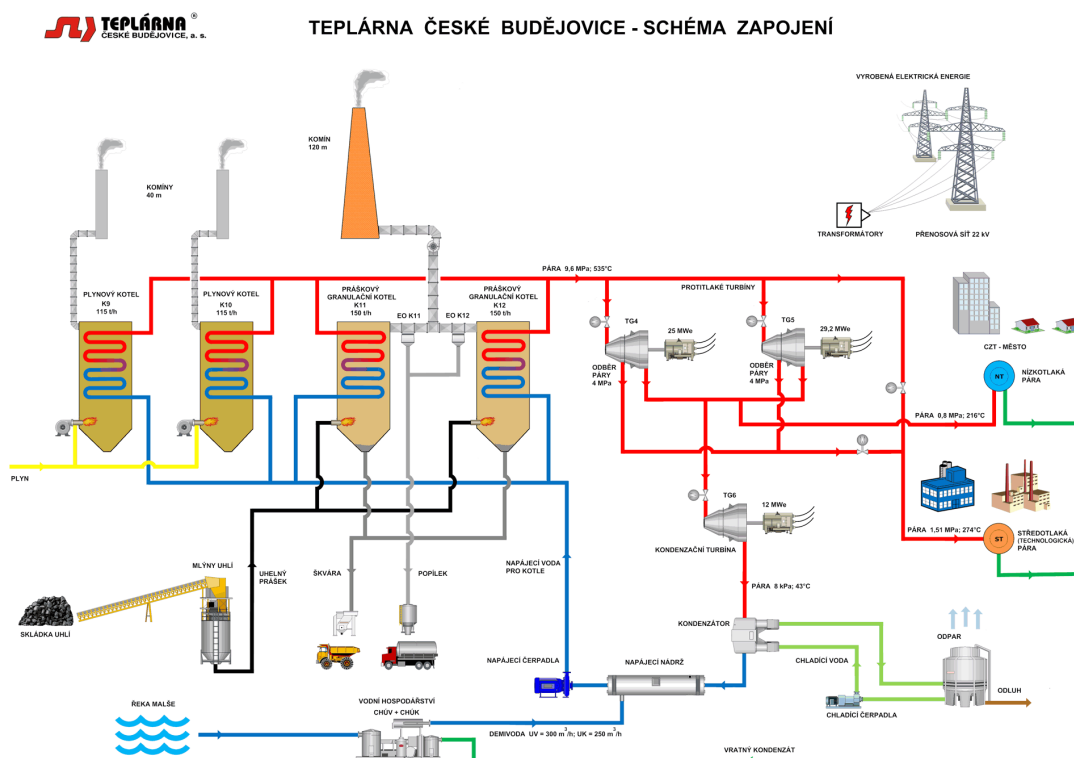 TEPLÁRNA®
ČESKÉ BUDĚJOVICE, a. s.
TEPLÁRNA ČESKÉ BUDĚJOVICE - SCHÉMA ZAPOJENÍ
VYROBENÁ ELEKTRICKÁ ENERGIE
KOMÍN
120 m
KOMÍNY
40 m
TRANSFORMÁTORY
PŘENOSOVÁ SÍŤ 22 kV
PÁRA 9,6 MPa; 535°C
PROTITLAKÉ TURBÍNY
PLYNOVÝ KOTEL
K9
115 t/h
PLYNOVÝ KOTEL
K10
115 t/h
PRÁŠKOVÝ
GRANULAČNÍ KOTEL
K11
150 t/h
EO K11
EO K12
PRÁŠKOVÝ
GRANULAČNÍ KOTEL
K12
150 t/h
TG4
25 MWe
TG5
29,2 MWe
ODBĚR
PÁRY
4 MPa
ODBĚR
PÁRY
4 MPa
CZT - MĚSTO
NT
NÍZKOTLAKÁ
PÁRA
PÁRA 0,8 MPa; 216°C
PLYN
TG6
12 MWe
KONDENZAČNÍ TURBÍNA
PÁRA 1,51 MPa; 274°C
ST
STŘEDOTLAKÁ
(TECHNOLOGICKÁ)
PÁRA
MLÝNY UHLÍ
UHELNÝ
PRÁŠEK
ŠKVÁRA
POPÍLEK
NAPÁJECÍ VODA
PRO KOTLE
PÁRA 8 kPa; 43°C
SKLÁDKA UHLÍ
KONDENZÁTOR
ODPAR
NAPÁJECÍ ČERPADLA
NAPÁJECÍ NÁDRŽ
CHLADÍCÍ VODA
ODLUH
CHLADÍCÍ ČERPADLA
ŘEKA MALŠE
VODNÍ HOSPODÁŘSTVÍ
CHÚV + CHÚK
DEMIVODA UV = 300 m³/h; UK = 250 m³/h
VRATNÝ KONDENZÁT